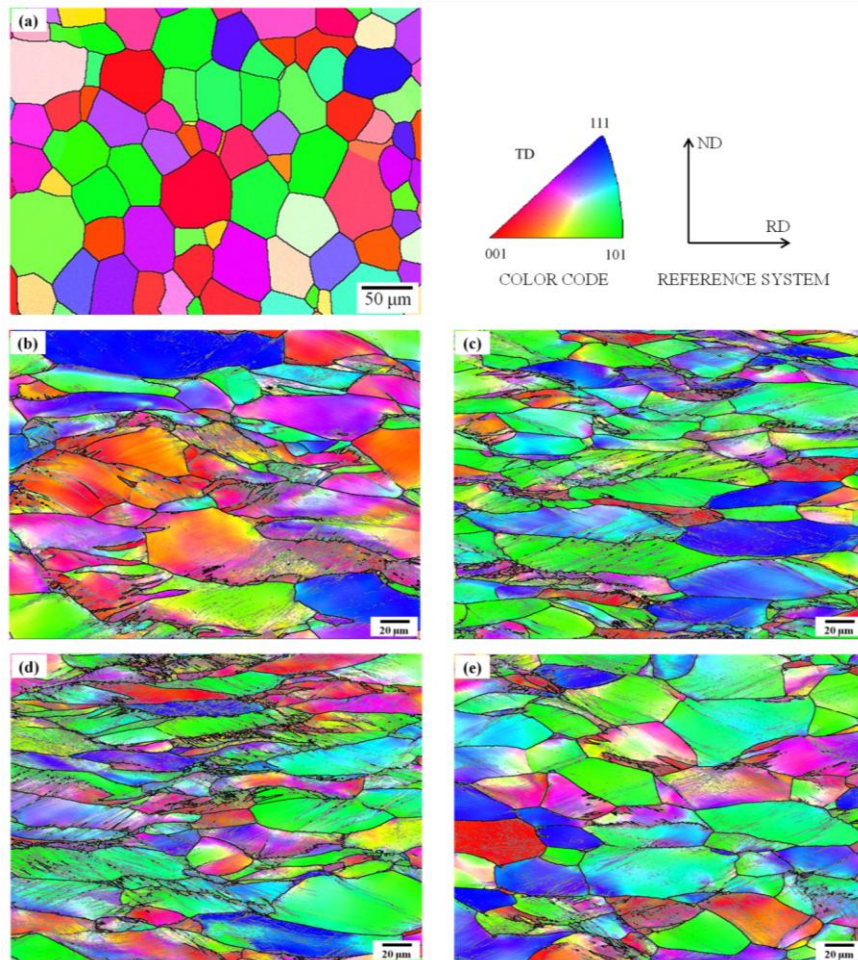 (a)
50 μm
111
TD
001
101
COLOR CODE
ND
RD
REFERENCE SYSTEM
(b)
20 μm
(c)
20 μm
(d)
20 μm
(e)
20 μm